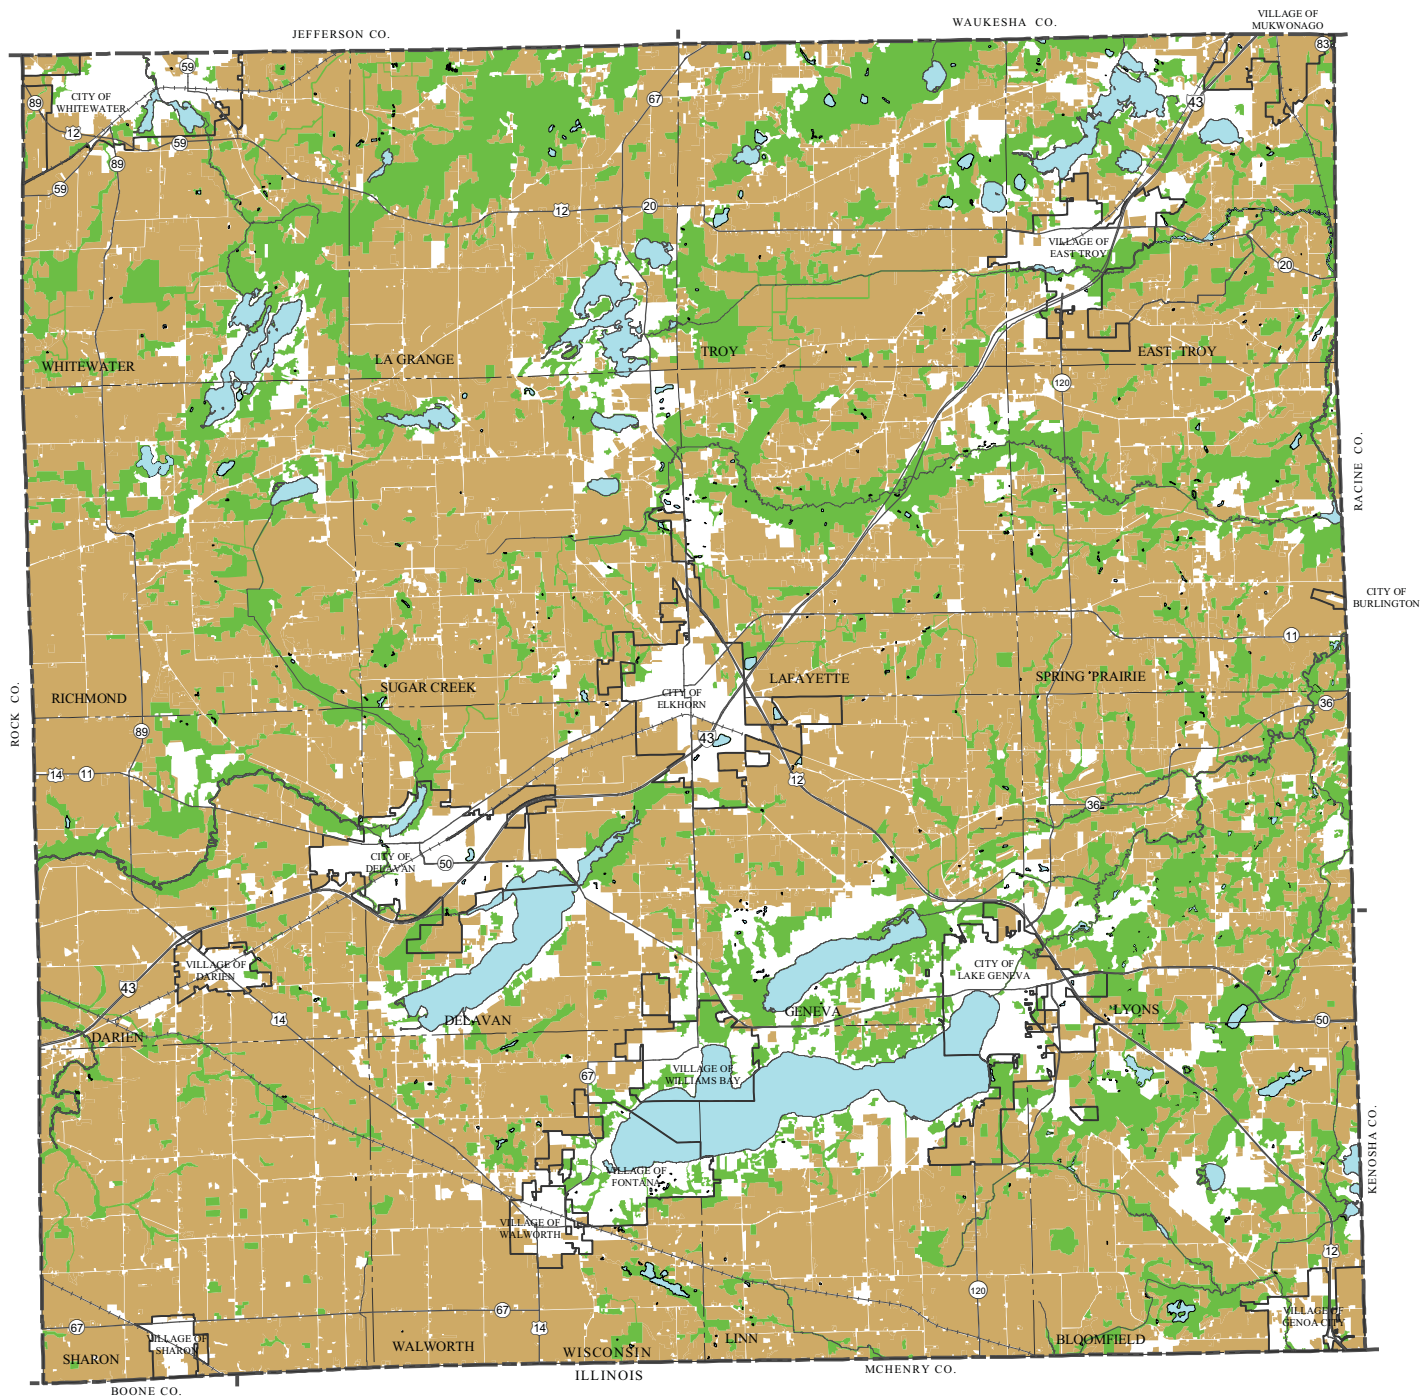 VILLAGE OF
MUKWONAGO
WAUKESHA CO.
JEFFERSON CO.
83
59
67
43
CITY OF
WHITEWATER
89
12
59
89
59
12
20
VILLAGE OF
EAST TROY
20
WHITEWATER
LA GRANGE
TROY
EAST TROY
120
RACINE CO.
CITY OF
BURLINGTON
11
RICHMOND
SUGAR CREEK
CITY OF
ELKHORN
LAFAYETTE
SPRING PRAIRIE
36
ROCK CO.
89
43
14
11
12
36
CITY OF
DELAVAN
50
VILLAGE OF
DARIEN
CITY OF
LAKE GENEVA
43
14
DELAVAN
GENEVA
LYONS
50
DARIEN
67
VILLAGE OF
WILLIAMS BAY
KENOSHA CO.
VILLAGE OF
FONTANA
VILLAGE OF
WALWORTH
12
120
67
67
14
VILLAGE OF
SHARON
VILLAGE OF
GENOA CITY
SHARON
WALWORTH
WISCONSIN
LINN
BLOOMFIELD
ILLINOIS
MCHENRY CO.
BOONE CO.